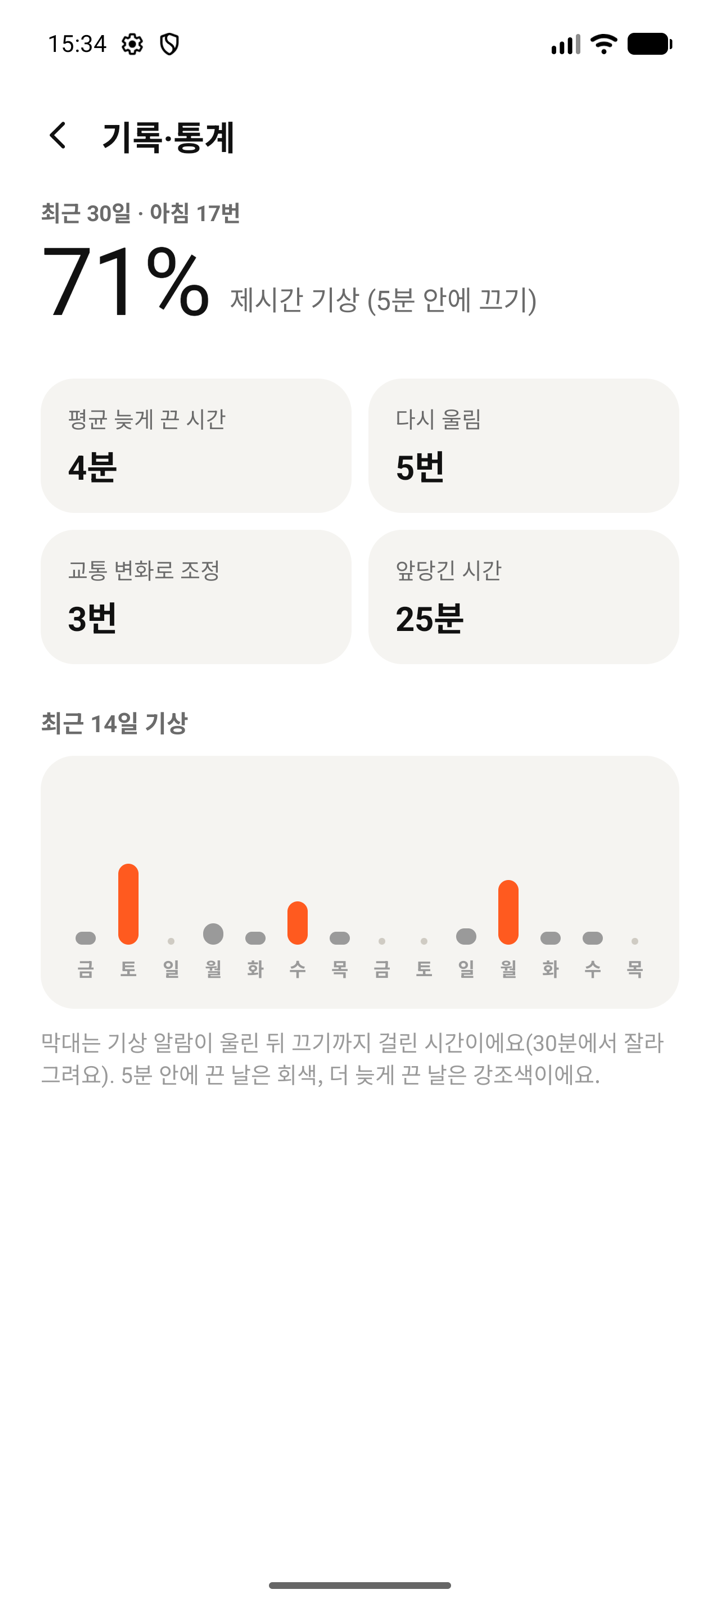 15:34
기록·통계
최근 30일 · 아침 17번
71% 제시간 기상 (5분 안에 끄기)
평균 늦게 끈 시간
4분
다시 울림
5번
교통 변화로 조정
3번
앞당긴 시간
25분
최근 14일 기상
금 토 일 월 화 수 목 금 토 일 월 화 수 목
막대는 기상 알람이 울린 뒤 끄기까지 걸린 시간이에요(30분에서 잘라
그려요). 5분 안에 끈 날은 회색, 더 늦게 끈 날은 강조색이에요.